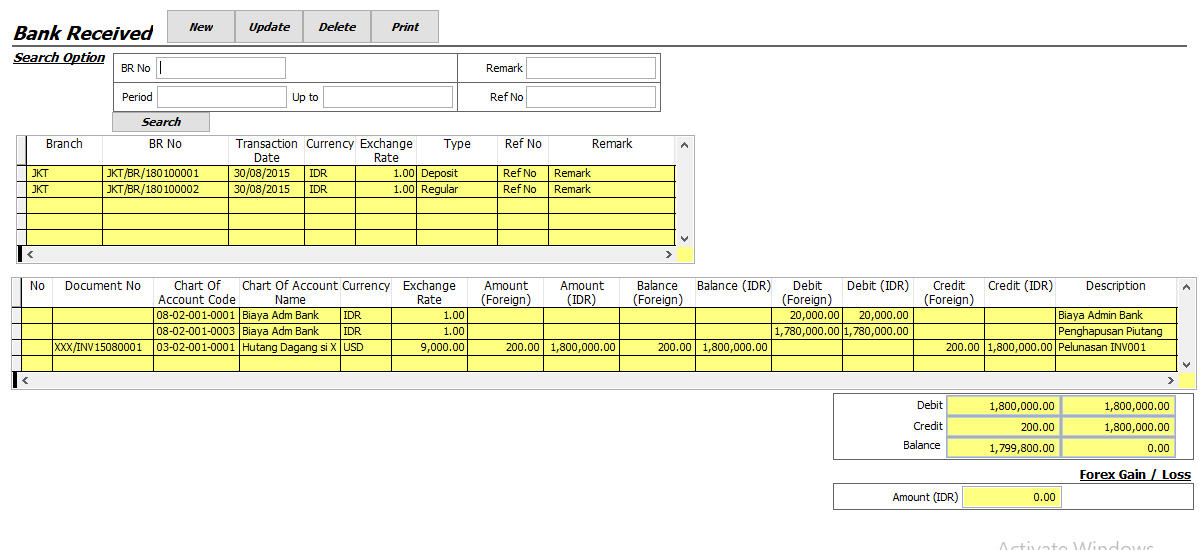 Bank Received New Update Delete Print
Search Option
BR No Remark
Period Up to Ref No
Search
Branch BR No Transaction Date Currency Exchange Rate Type Ref No Remark
JKT JKT/BR/180100001 30/08/2015 IDR 1.00 Deposit Ref No Remark
JKT JKT/BR/180100002 30/08/2015 IDR 1.00 Regular Ref No Remark
No Document No Chart Of Account Code Chart Of Account Name Currency Exchange Rate Amount (Foreign) Amount (IDR) Balance (Foreign) Balance (IDR) Debit (Foreign) Debit (IDR) Credit (Foreign) Credit (IDR) Description
08-02-001-0001 Biaya Adm Bank IDR 1.00 20,000.00 20,000.00 Biaya Admin Bank
08-02-001-0003 Biaya Adm Bank IDR 1.00 1,780,000.00 1,780,000.00 Penghapusan Piutang
XXX/INV15080001 03-02-001-0001 Hutang Dagang si X USD 9,000.00 200.00 1,800,000.00 200.00 1,800,000.00 200.00 1,800,000.00 Pelunasan INV001
Debit 1,800,000.00 1,800,000.00
Credit 200.00 1,800,000.00
Balance 1,799,800.00 0.00
Forex Gain / Loss
Amount (IDR) 0.00
Activate Windows